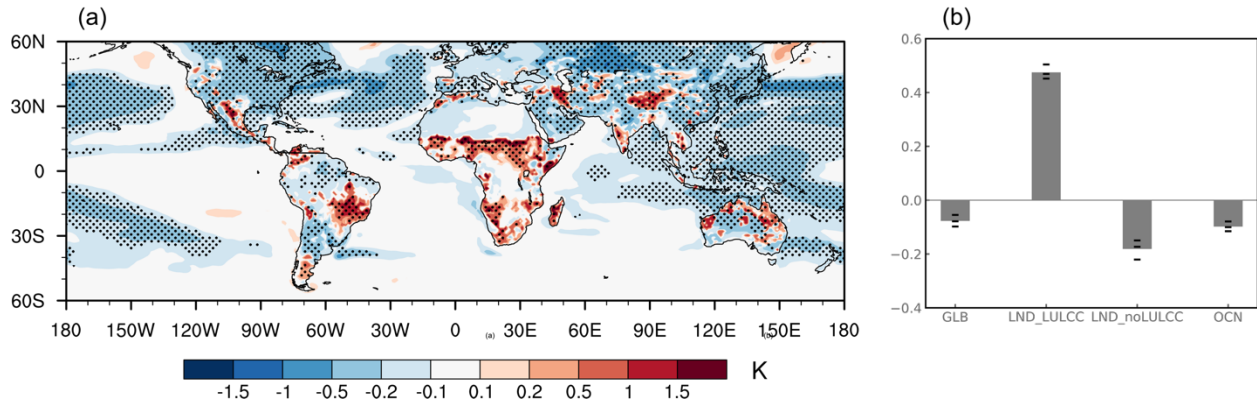 (a)
60N
30N
0
30S
60S
180 150W 120W 90W 60W 30W 0 30E 60E 90E 120E 150E 180
(a) (b)
-1.5 -1 -0.5 -0.2 -0.1 0.1 0.2 0.5 1 1.5 K
(b)
0.6
0.4
0.2
0.0
−0.2
−0.4
GLB LND_LULCC LND_noLULCC OCN